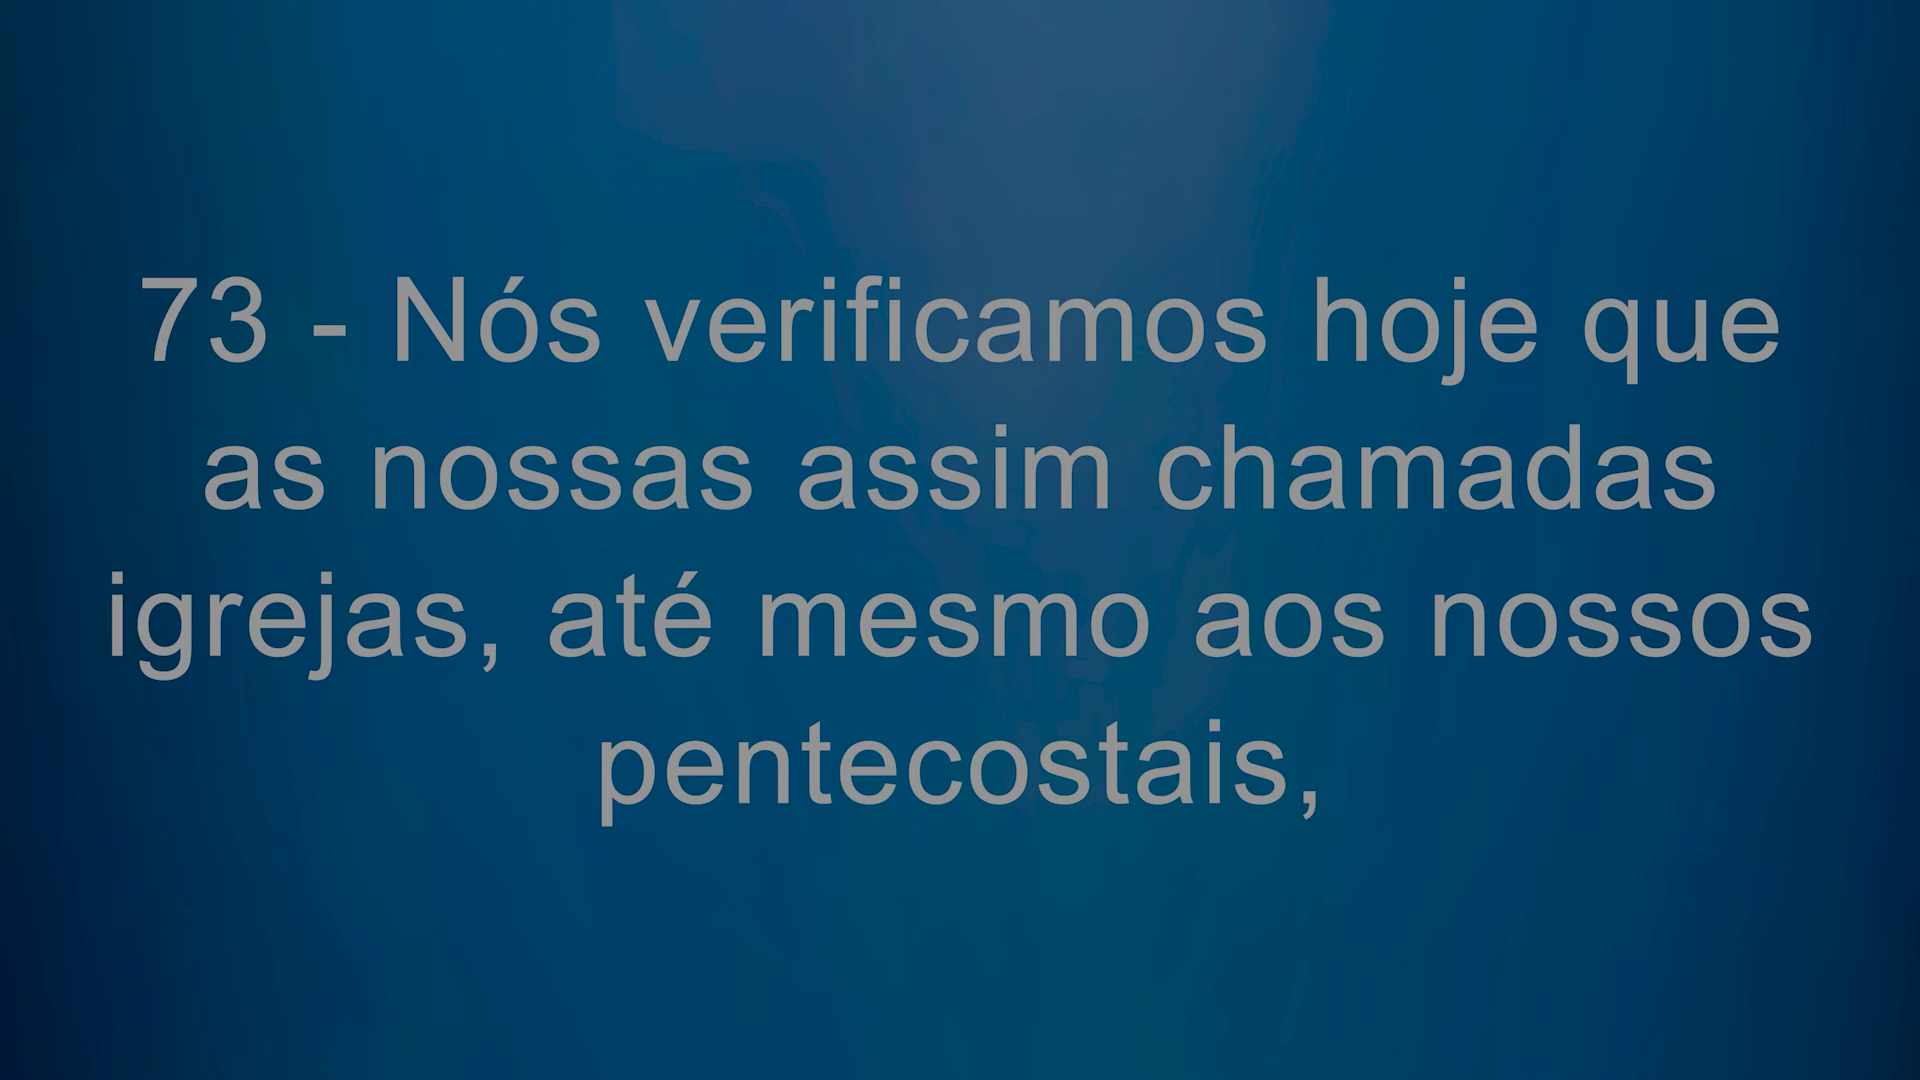 73 - Nós verificamos hoje que
as nossas assim chamadas
igrejas, até mesmo aos nossos
pentecostais,